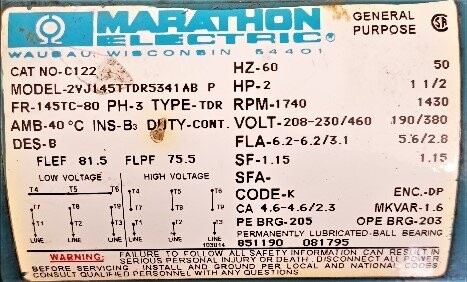 MARATHON
ELECTRIC®
GENERAL
PURPOSE
WAUSAU, WISCONSIN 54401
CAT NO-C122 HZ-60 50
MODEL-2VJ145TTDR5341AB P HP-2 1 1/2
FR-145TC-80 PH-3 TYPE-TDR RPM-1740 1430
AMB-40°C INS-B3 DUTY-CONT. VOLT-208-230/460 190/380
DES-B FLA-6.2-6.2/3.1 5.6/2.8
FLEF 81.5 FLPF 75.5 SF-1.15 1.15
LOW VOLTAGE HIGH VOLTAGE SFA-
T4 T5 T6 T4 T5 T6 CODE-K ENC-DP
T7 T8 T9 T7 T8 T9 CA 4.6-4.6/2.3 MKVAR-1.6
T1 T2 T3 T1 T2 T3 PE BRG-205 OPE BRG-203
LINE LINE LINE LINE LINE LINE PERMANENTLY LUBRICATED-BALL BEARING
103014 851190 081795
WARNING: FAILURE TO FOLLOW ALL SAFETY INFORMATION CAN RESULT IN
SERIOUS PERSONAL INJURY OR DEATH. DISCONNECT ALL POWER
BEFORE SERVICING. INSTALL AND GROUND PER LOCAL AND NATIONAL CODES
CONSULT QUALIFIED PERSONNEL WITH ANY QUESTIONS